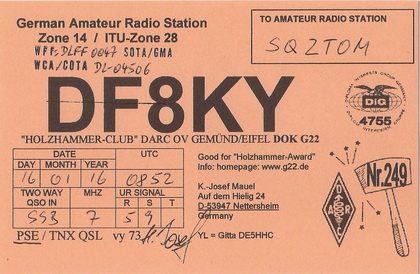 German Amateur Radio Station
Zone 14 / ITU-Zone 28
WFF: DLFF 0047 SOTA/GMA
WCA/COTA DL-04506
TO AMATEUR RADIO STATION
SQ2TOM
DF8KY
DIG
4755
"HOLZHAMMER-CLUB" DARC OV GEMÜND/EIFEL DOK G22
DATE UTC
DAY MONTH YEAR
16 01 16 0852
TWO WAY QSO IN MHZ UR SIGNAL
R S T
SSB 7 5 9
PSE / TNX QSL vy 73
Good for "Holzhammer-Award"
Info: homepage: www.g22.de
K.-Josef Mauel
Auf dem Hielig 24
D-53947 Nettersheim
Germany
YL = Gitta DE5HHC
DARC
Nr.249